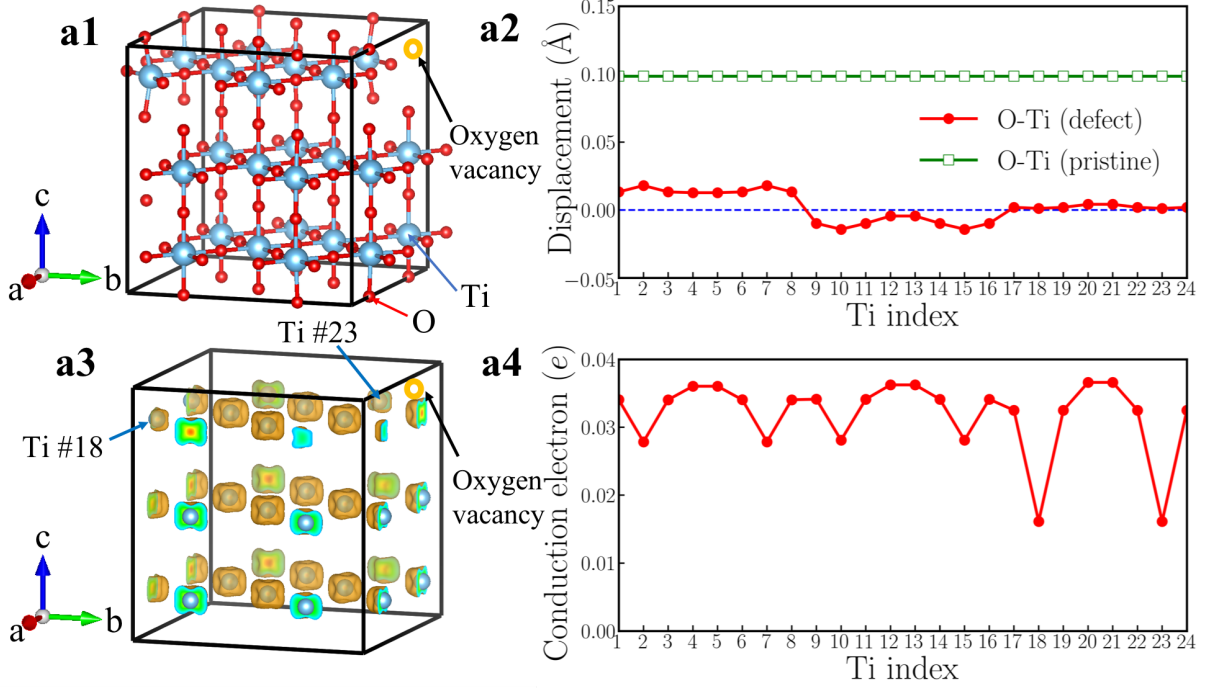 a1
Oxygen
vacancy
c
b
a
Ti
O
a2
0.15
0.10
0.05
0.00
−0.05
Displacement (Å)
O-Ti (defect)
O-Ti (pristine)
1 2 3 4 5 6 7 8 9 10 11 12 13 14 15 16 17 18 19 20 21 22 23 24
Ti index
a3
Ti #23
Ti #18
Oxygen
vacancy
c
b
a
a4
0.04
0.03
0.02
0.01
0.00
Conduction electron (e)
1 2 3 4 5 6 7 8 9 10 11 12 13 14 15 16 17 18 19 20 21 22 23 24
Ti index